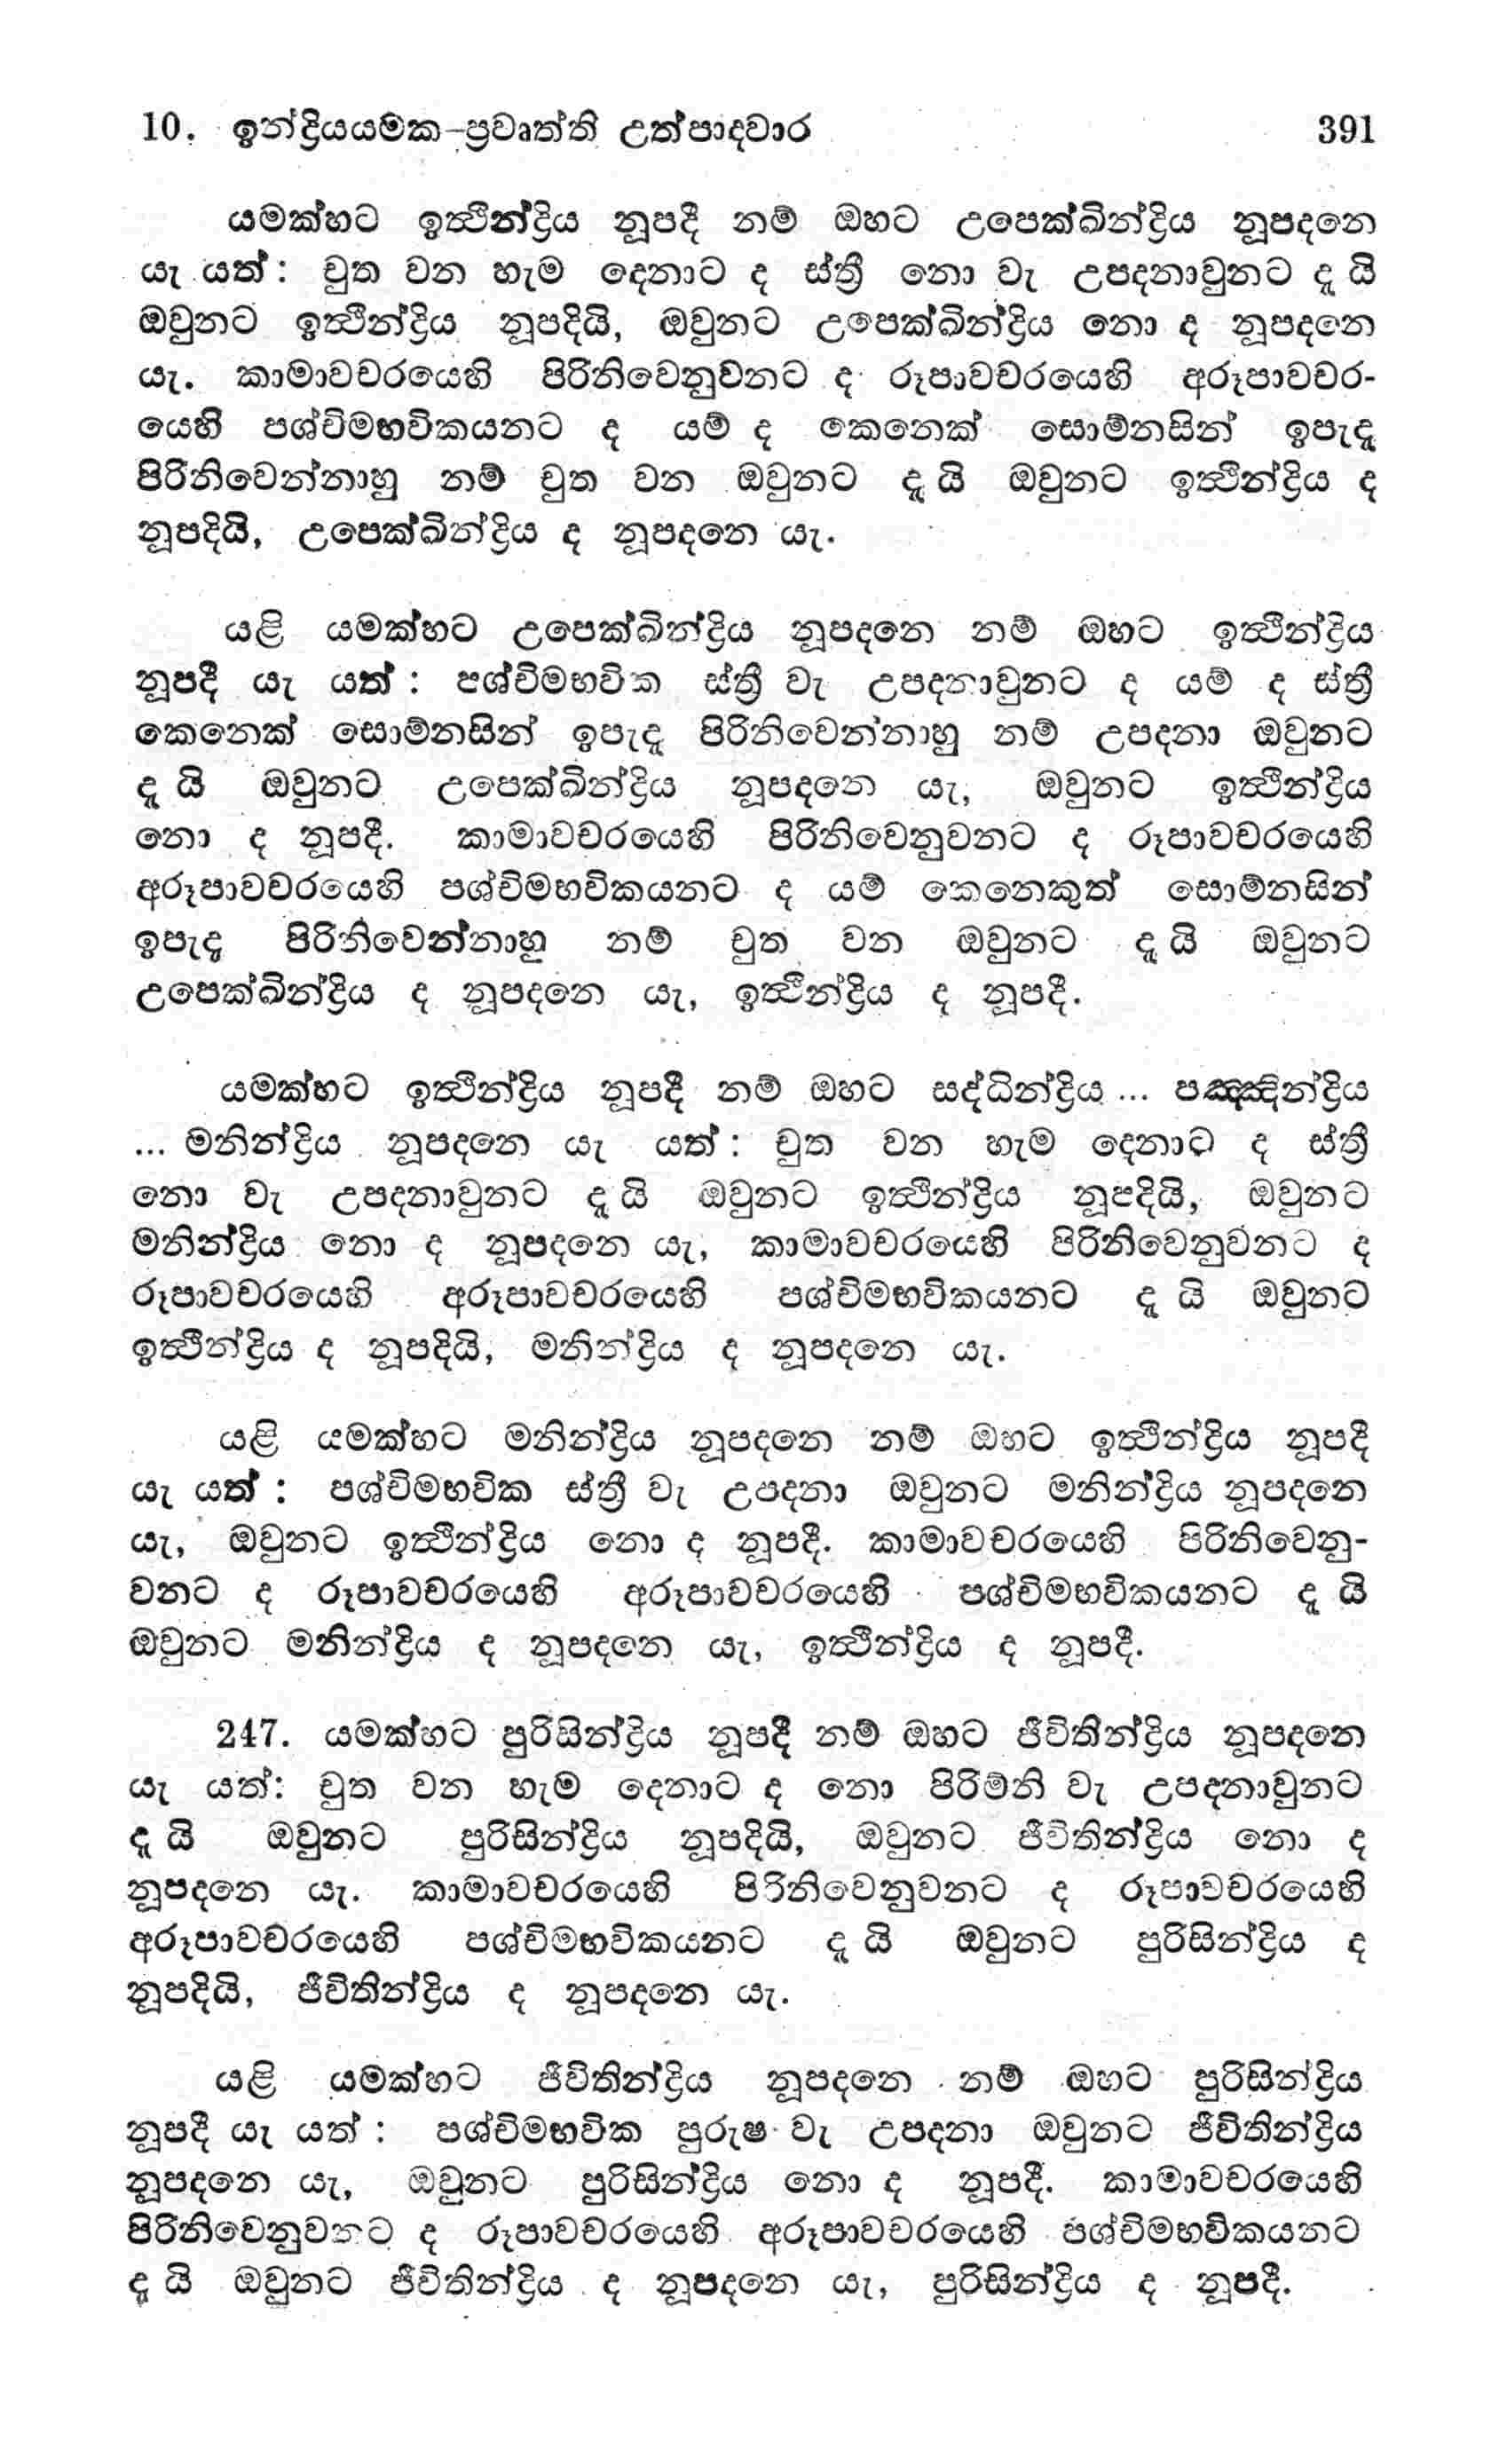 10. ඉන්ද්‍රියයමක-ප්‍රවෘත්ති උත්පාදවාර 391
යමක්හට ඉත්‍ථින්ද්‍රිය නූපදී නම් ඔහට උපෙක්ඛින්ද්‍රිය නූපදනෙ
යැ යත්: චුත වන හැම දෙනාට ද ස්ත්‍රී නො වැ උපදනාවුනට දැ යි
ඔවුනට ඉත්‍ථින්ද්‍රිය නූපදියි, ඔවුනට උපෙක්ඛින්ද්‍රිය නො ද නූපදනෙ
යැ. කාමාවචරයෙහි පිරිනිවෙනුවනට ද රූපාවචරයෙහි අරූපාවචර-
යෙහි පශ්චිමභවිකයනට ද යම් ද කෙනෙක් සොම්නසින් ඉපැදැ
පිරිනිවෙන්නාහු නම් චුත වන ඔවුනට දැ යි ඔවුනට ඉත්‍ථින්ද්‍රිය ද
නූපදියි, උපෙක්ඛින්ද්‍රිය ද නූපදනෙ යැ.
යළි යමක්හට උපෙක්ඛින්ද්‍රිය නූපදනෙ නම් ඔහට ඉත්‍ථින්ද්‍රිය
නූපදී යැ යත්: පශ්චිමභවික ස්ත්‍රී වැ උපදනාවුනට ද යම් ද ස්ත්‍රී
කෙනෙක් සොම්නසින් ඉපැදැ පිරිනිවෙන්නාහු නම් උපදනා ඔවුනට
දැ යි ඔවුනට උපෙක්ඛින්ද්‍රිය නූපදනෙ යැ, ඔවුනට ඉත්‍ථින්ද්‍රිය
නො ද නූපදී. කාමාවචරයෙහි පිරිනිවෙනුවනට ද රූපාවචරයෙහි
අරූපාවචරයෙහි පශ්චිමභවිකයනට ද යම් කෙනෙකුත් සොම්නසින්
ඉපැදැ පිරිනිවෙන්නාහු නම් චුත වන ඔවුනට දැ යි ඔවුනට
උපෙක්ඛින්ද්‍රිය ද නූපදනෙ යැ, ඉත්‍ථින්ද්‍රිය ද නූපදී.
යමක්හට ඉත්‍ථින්ද්‍රිය නූපදී නම් ඔහට සද්ධින්ද්‍රිය ... පඤ්ඤින්ද්‍රිය
... මනින්ද්‍රිය නූපදනෙ යැ යත්: චුත වන හැම දෙනාට ද ස්ත්‍රී
නො වැ උපදනාවුනට දැ යි ඔවුනට ඉත්‍ථින්ද්‍රිය නූපදියි, ඔවුනට
මනින්ද්‍රිය නො ද නූපදනෙ යැ, කාමාවචරයෙහි පිරිනිවෙනුවනට ද
රූපාවචරයෙහි අරූපාවචරයෙහි පශ්චිමභවිකයනට දැ යි ඔවුනට
ඉත්‍ථින්ද්‍රිය ද නූපදියි, මනින්ද්‍රිය ද නූපදනෙ යැ.
යළි යමක්හට මනින්ද්‍රිය නූපදනෙ නම් ඔහට ඉත්‍ථින්ද්‍රිය නූපදී
යැ යත්: පශ්චිමභවික ස්ත්‍රී වැ උපදනා ඔවුනට මනින්ද්‍රිය නූපදනෙ
යැ, ඔවුනට ඉත්‍ථින්ද්‍රිය නො ද නූපදී. කාමාවචරයෙහි පිරිනිවෙනු-
වනට ද රූපාවචරයෙහි අරූපාවචරයෙහි පශ්චිමභවිකයනට දැ යි
ඔවුනට මනින්ද්‍රිය ද නූපදනෙ යැ, ඉත්‍ථින්ද්‍රිය ද නූපදී.
247. යමක්හට පුරිසින්ද්‍රිය නූපදී නම් ඔහට ජීවිතින්ද්‍රිය නූපදනෙ
යැ යත්: චුත වන හැම දෙනාට ද නො පිරිම්නි වැ උපදනාවුනට
දැ යි ඔවුනට පුරිසින්ද්‍රිය නූපදියි, ඔවුනට ජීවිතින්ද්‍රිය නො ද
නූපදනෙ යැ. කාමාවචරයෙහි පිරිනිවෙනුවනට ද රූපාවචරයෙහි
අරූපාවචරයෙහි පශ්චිමභවිකයනට දැ යි ඔවුනට පුරිසින්ද්‍රිය ද
නූපදියි, ජීවිතින්ද්‍රිය ද නූපදනෙ යැ.
යළි යමක්හට ජීවිතින්ද්‍රිය නූපදනෙ නම් ඔහට පුරිසින්ද්‍රිය
නූපදී යැ යත්: පශ්චිමභවික පුරුෂ වැ උපදනා ඔවුනට ජීවිතින්ද්‍රිය
නූපදනෙ යැ, ඔවුනට පුරිසින්ද්‍රිය නො ද නූපදී. කාමාවචරයෙහි
පිරිනිවෙනුවනට ද රූපාවචරයෙහි අරූපාවචරයෙහි පශ්චිමභවිකයනට
දැ යි ඔවුනට ජීවිතින්ද්‍රිය ද නූපදනෙ යැ, පුරිසින්ද්‍රිය ද නූපදී.